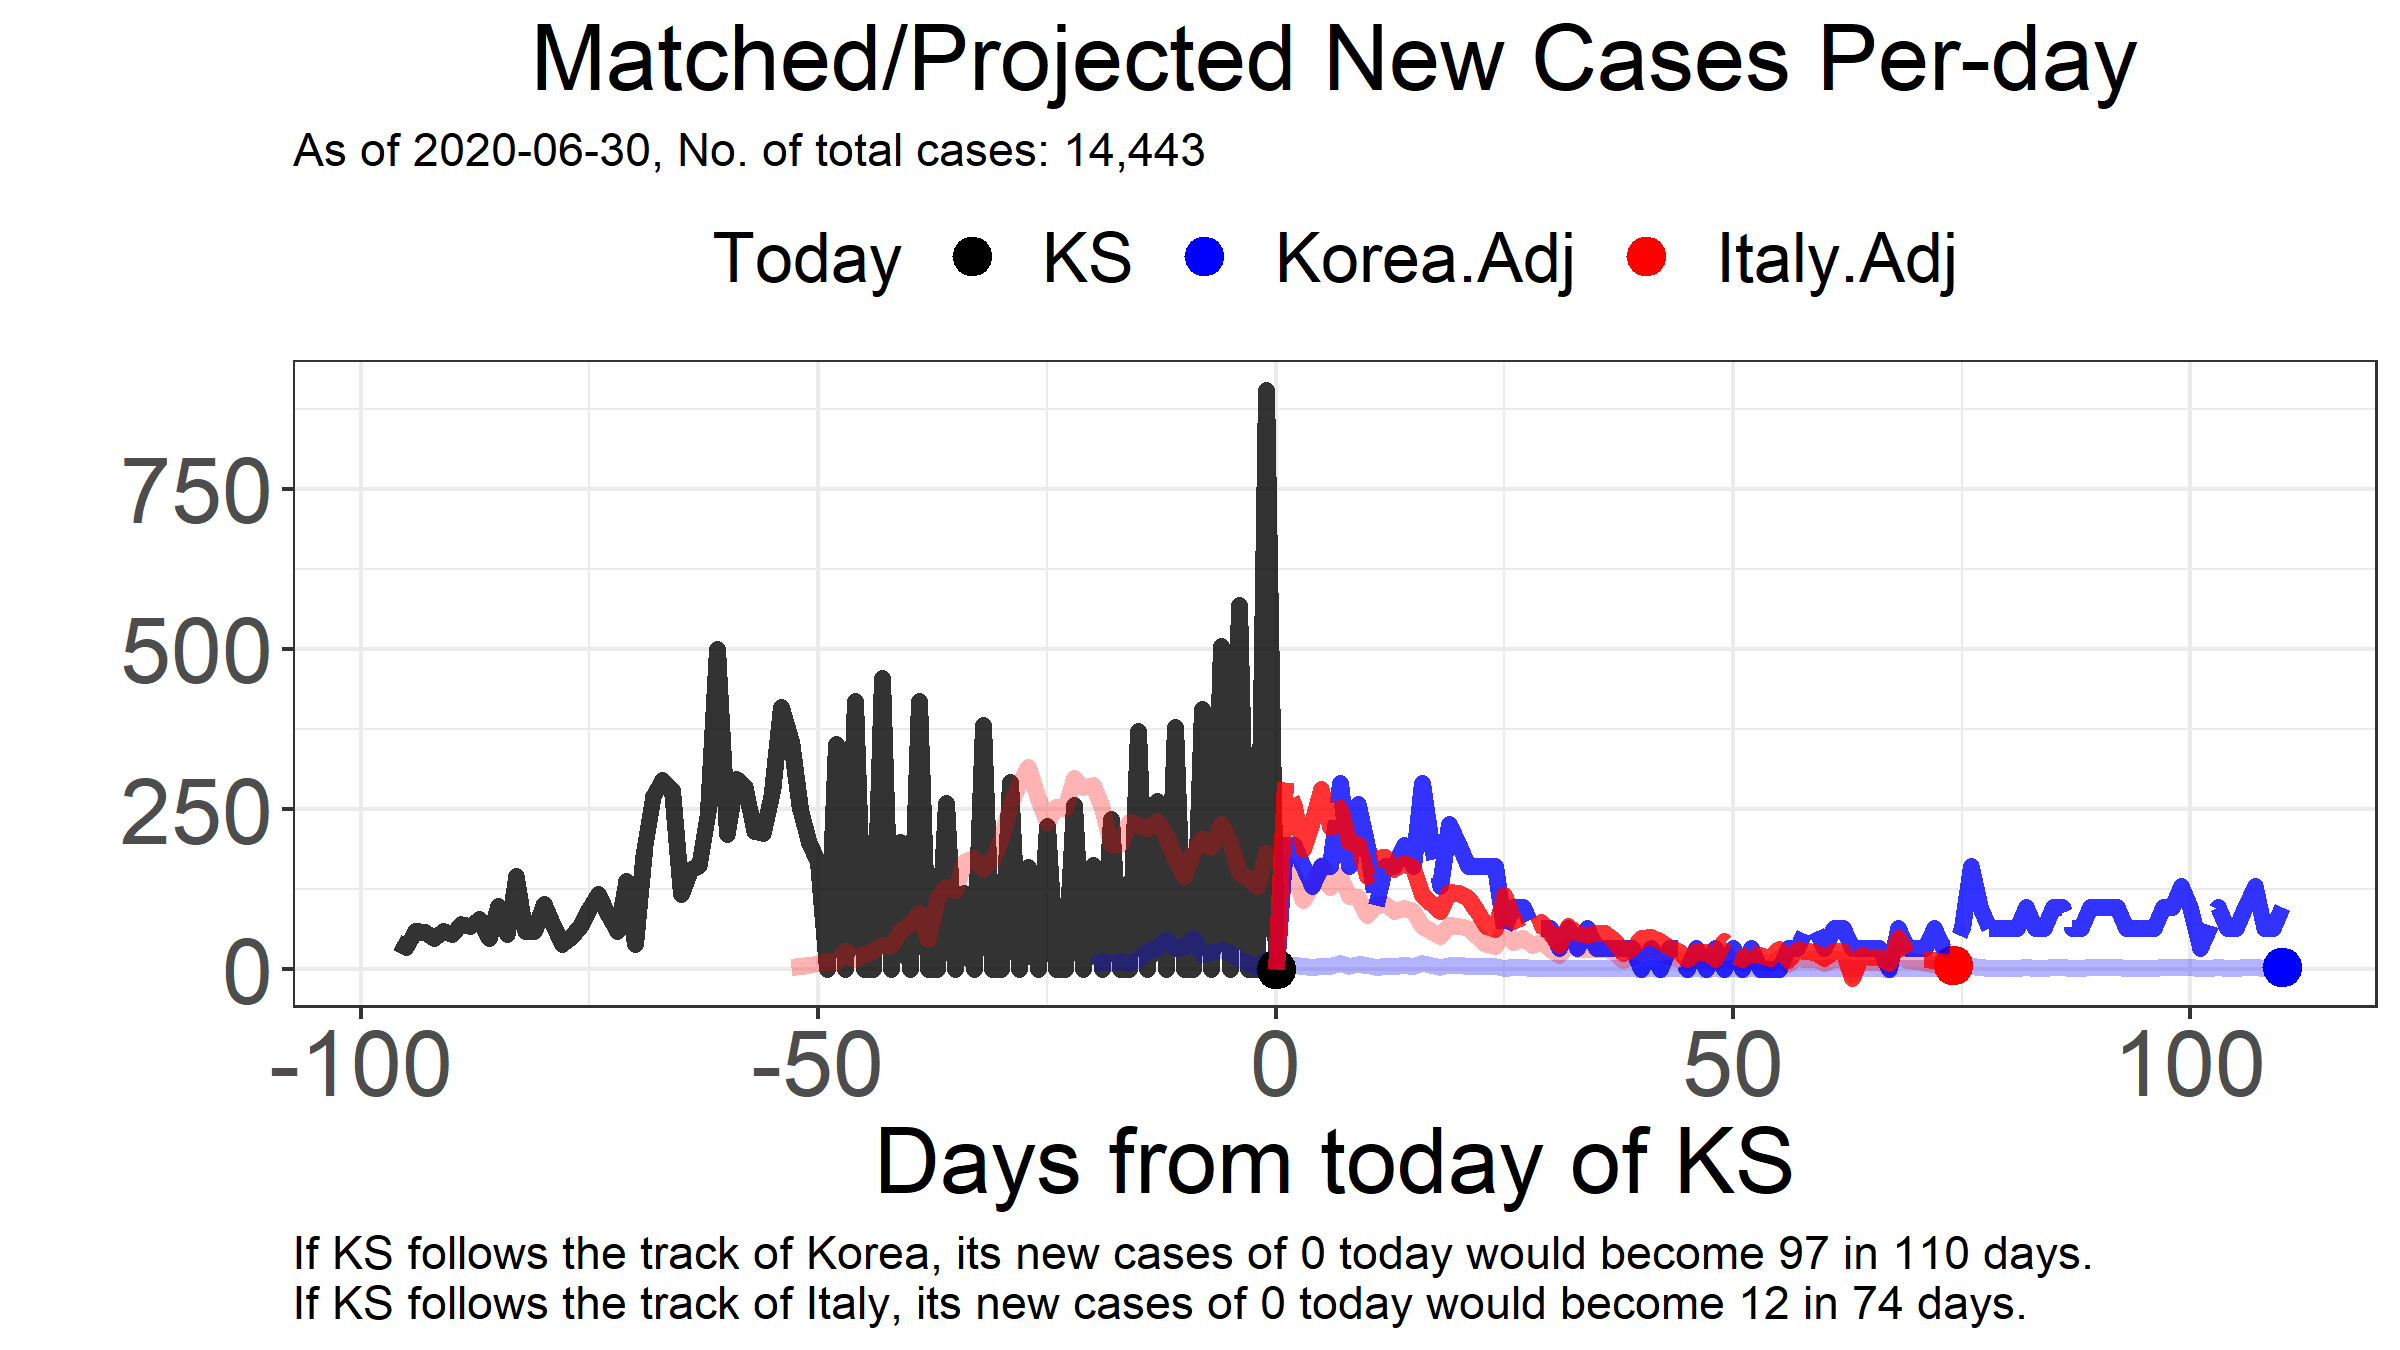 Matched/Projected New Cases Per-day
As of 2020-06-30, No. of total cases: 14,443
Today KS Korea.Adj Italy.Adj
750
500
250
0
-100 -50 0 50 100
Days from today of KS
If KS follows the track of Korea, its new cases of 0 today would become 97 in 110 days.
If KS follows the track of Italy, its new cases of 0 today would become 12 in 74 days.